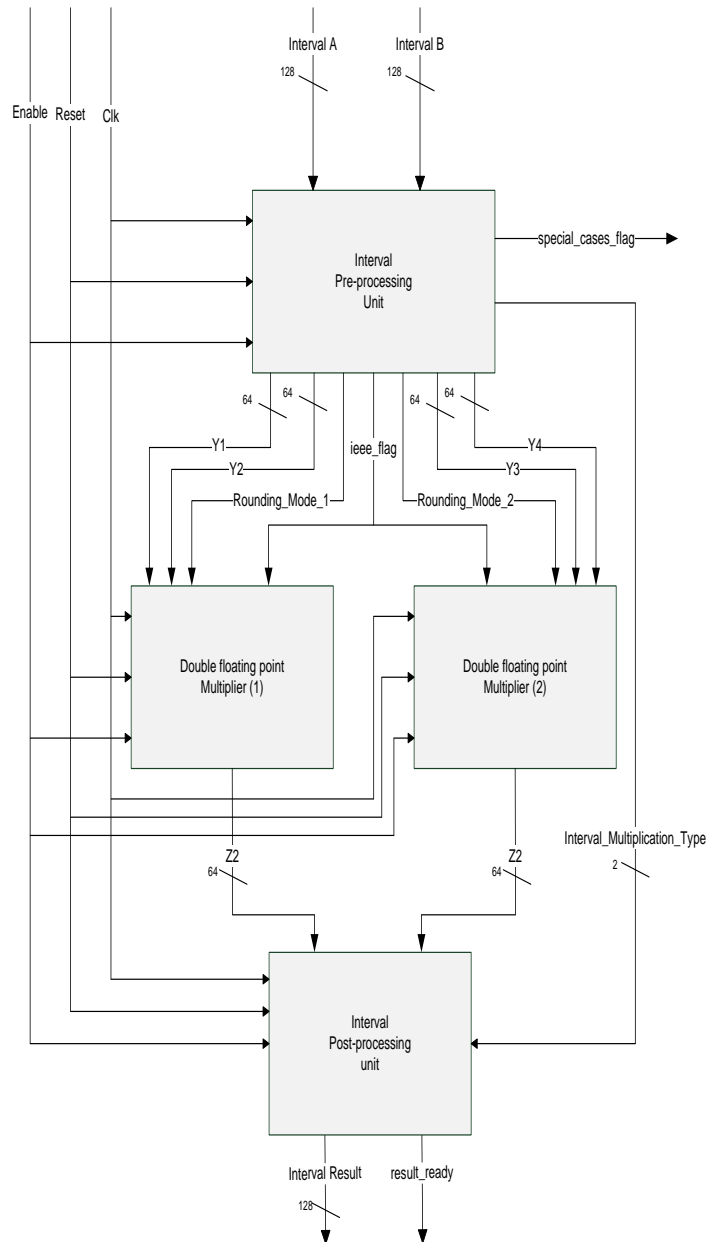 Interval A
Interval B
128
128
Enable
Reset
Clk
special_cases_flag
Interval
Pre-processing
Unit
64
64
64
64
Y1
ieee_flag
Y4
Y2
Y3
Rounding_Mode_1
Rounding_Mode_2
Double floating point
Multiplier (1)
Double floating point
Multiplier (2)
Interval_Multiplication_Type
2
Z2
64
Z2
64
Interval
Post-processing
unit
Interval Result
result_ready
128